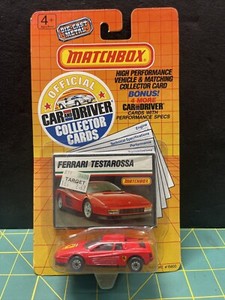 4+
DIE-CAST
METAL
MATCHBOX
OFFICIAL
CAR AND DRIVER
COLLECTOR
CARDS
HIGH PERFORMANCE
VEHICLE & MATCHING
COLLECTOR CARD
BONUS!
4 MORE
CAR AND DRIVER
CARDS WITH
PERFORMANCE SPECS
FERRARI TESTAROSSA
TARGET
MATCHBOX